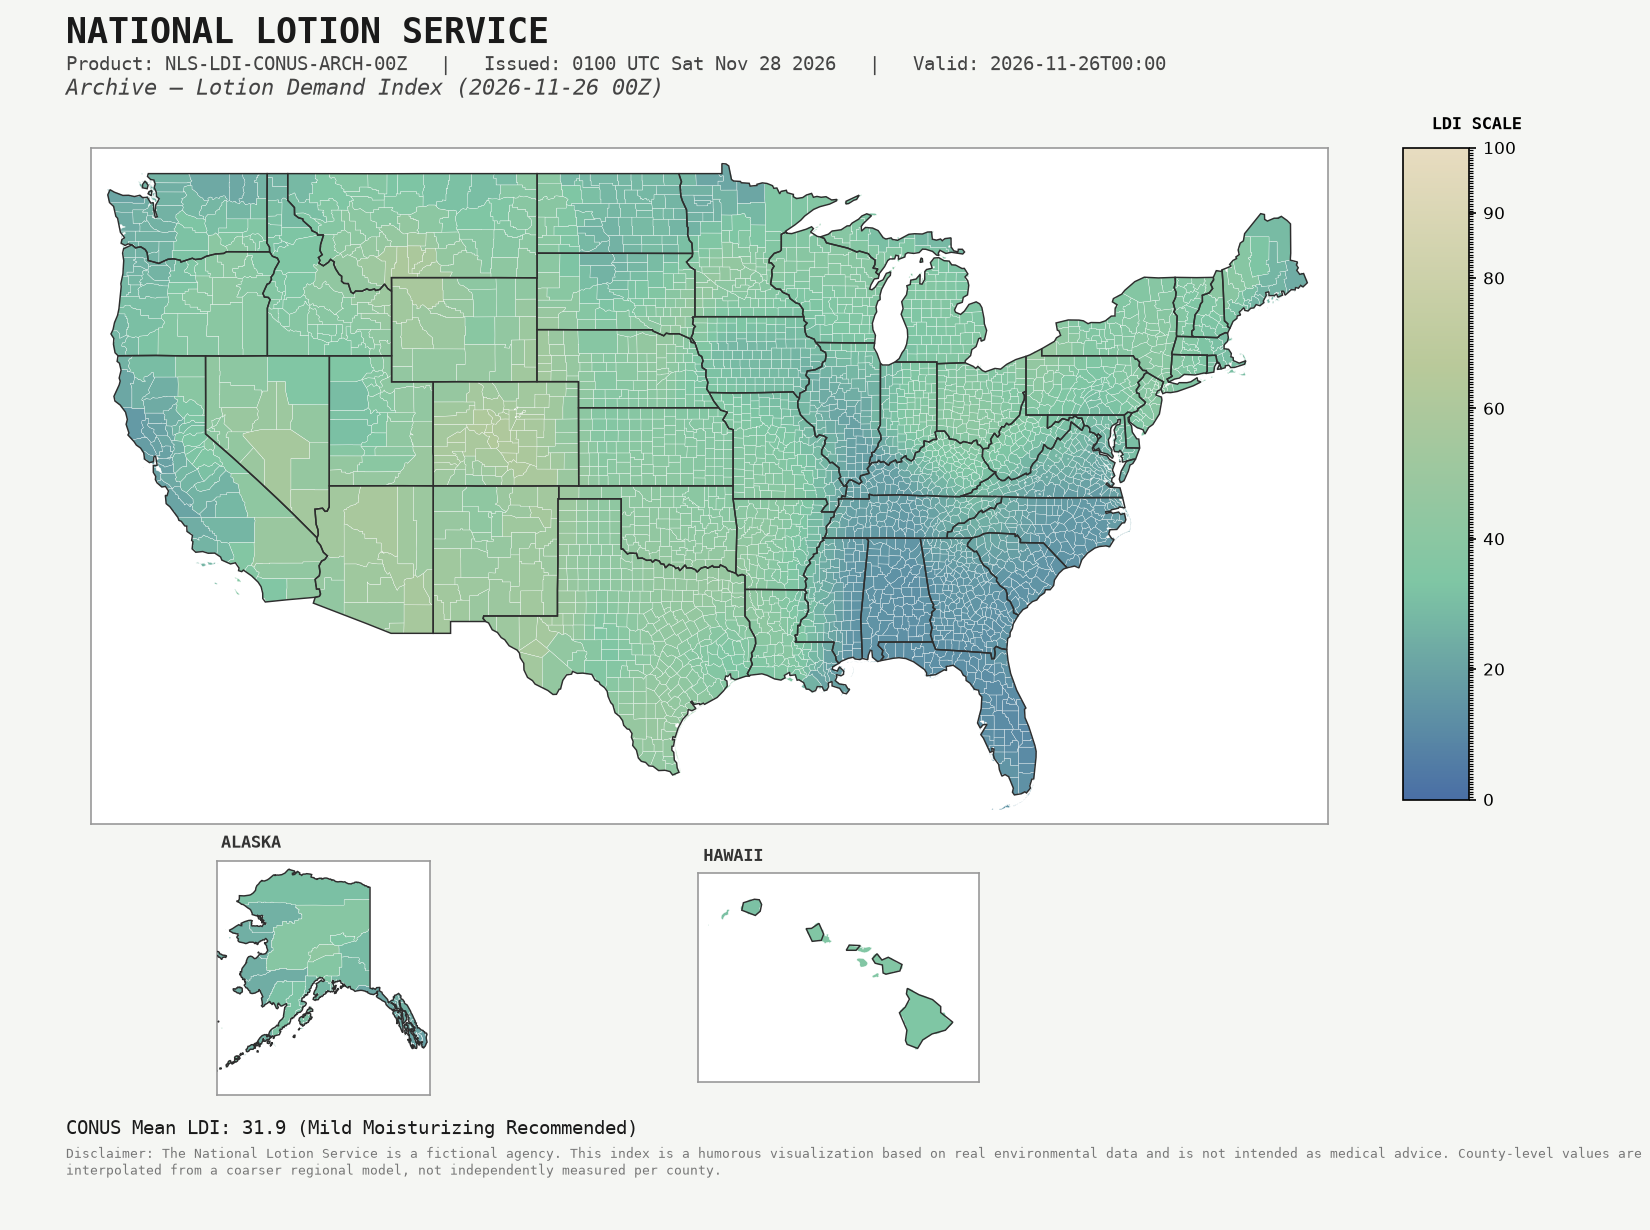 NATIONAL LOTION SERVICE
Product: NLS-LDI-CONUS-ARCH-00Z | Issued: 0100 UTC Sat Nov 28 2026 | Valid: 2026-11-26T00:00
Archive — Lotion Demand Index (2026-11-26 00Z)
LDI SCALE
100
90
80
60
40
20
0
ALASKA
HAWAII
CONUS Mean LDI: 31.9 (Mild Moisturizing Recommended)
Disclaimer: The National Lotion Service is a fictional agency. This index is a humorous visualization based on real environmental data and is not intended as medical advice. County-level values are
interpolated from a coarser regional model, not independently measured per county.